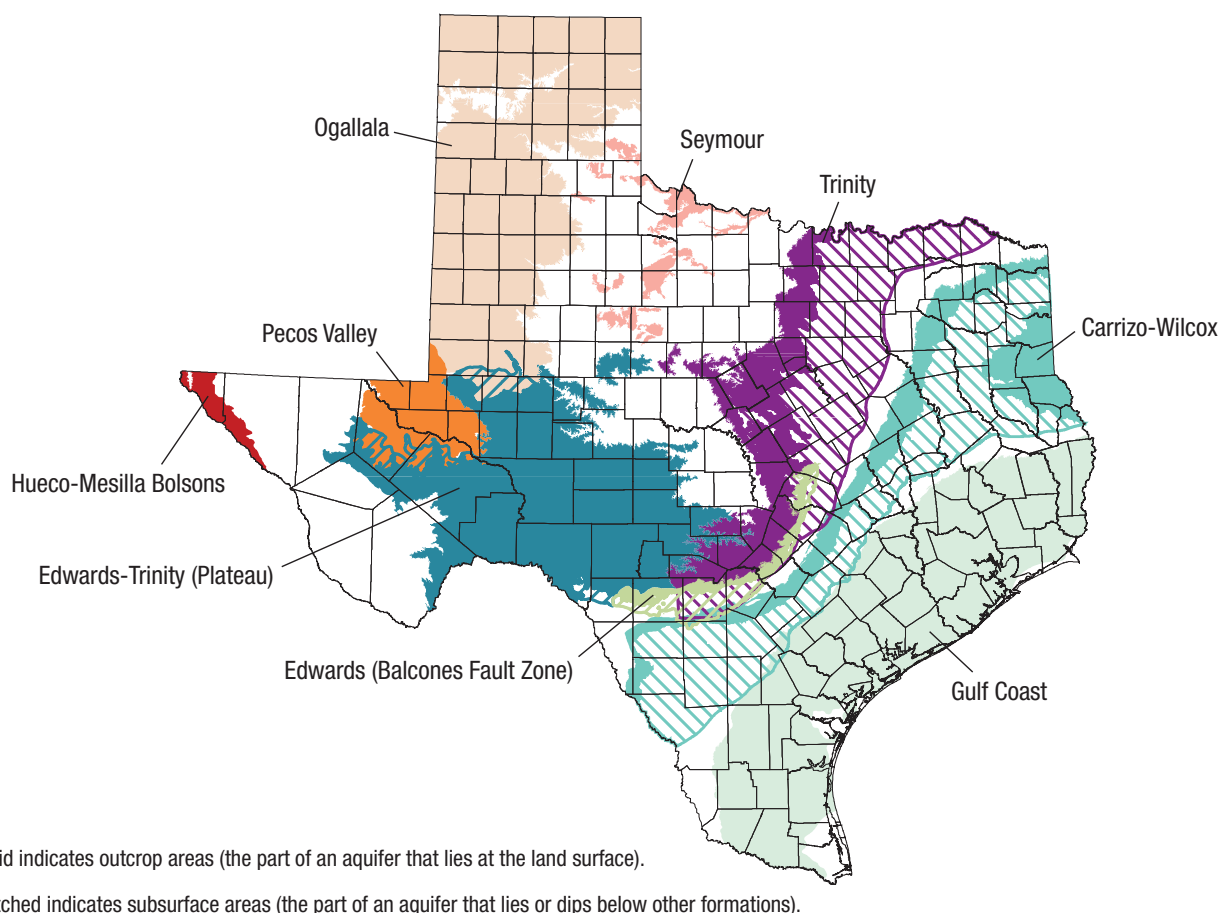 Ogallala
Seymour
Trinity
Pecos Valley
Carrizo-Wilcox
Hueco-Mesilla Bolsons
Edwards-Trinity (Plateau)
Edwards (Balcones Fault Zone)
Gulf Coast
id indicates outcrop areas (the part of an aquifer that lies at the land surface).
tched indicates subsurface areas (the part of an aquifer that lies or dips below other formations).